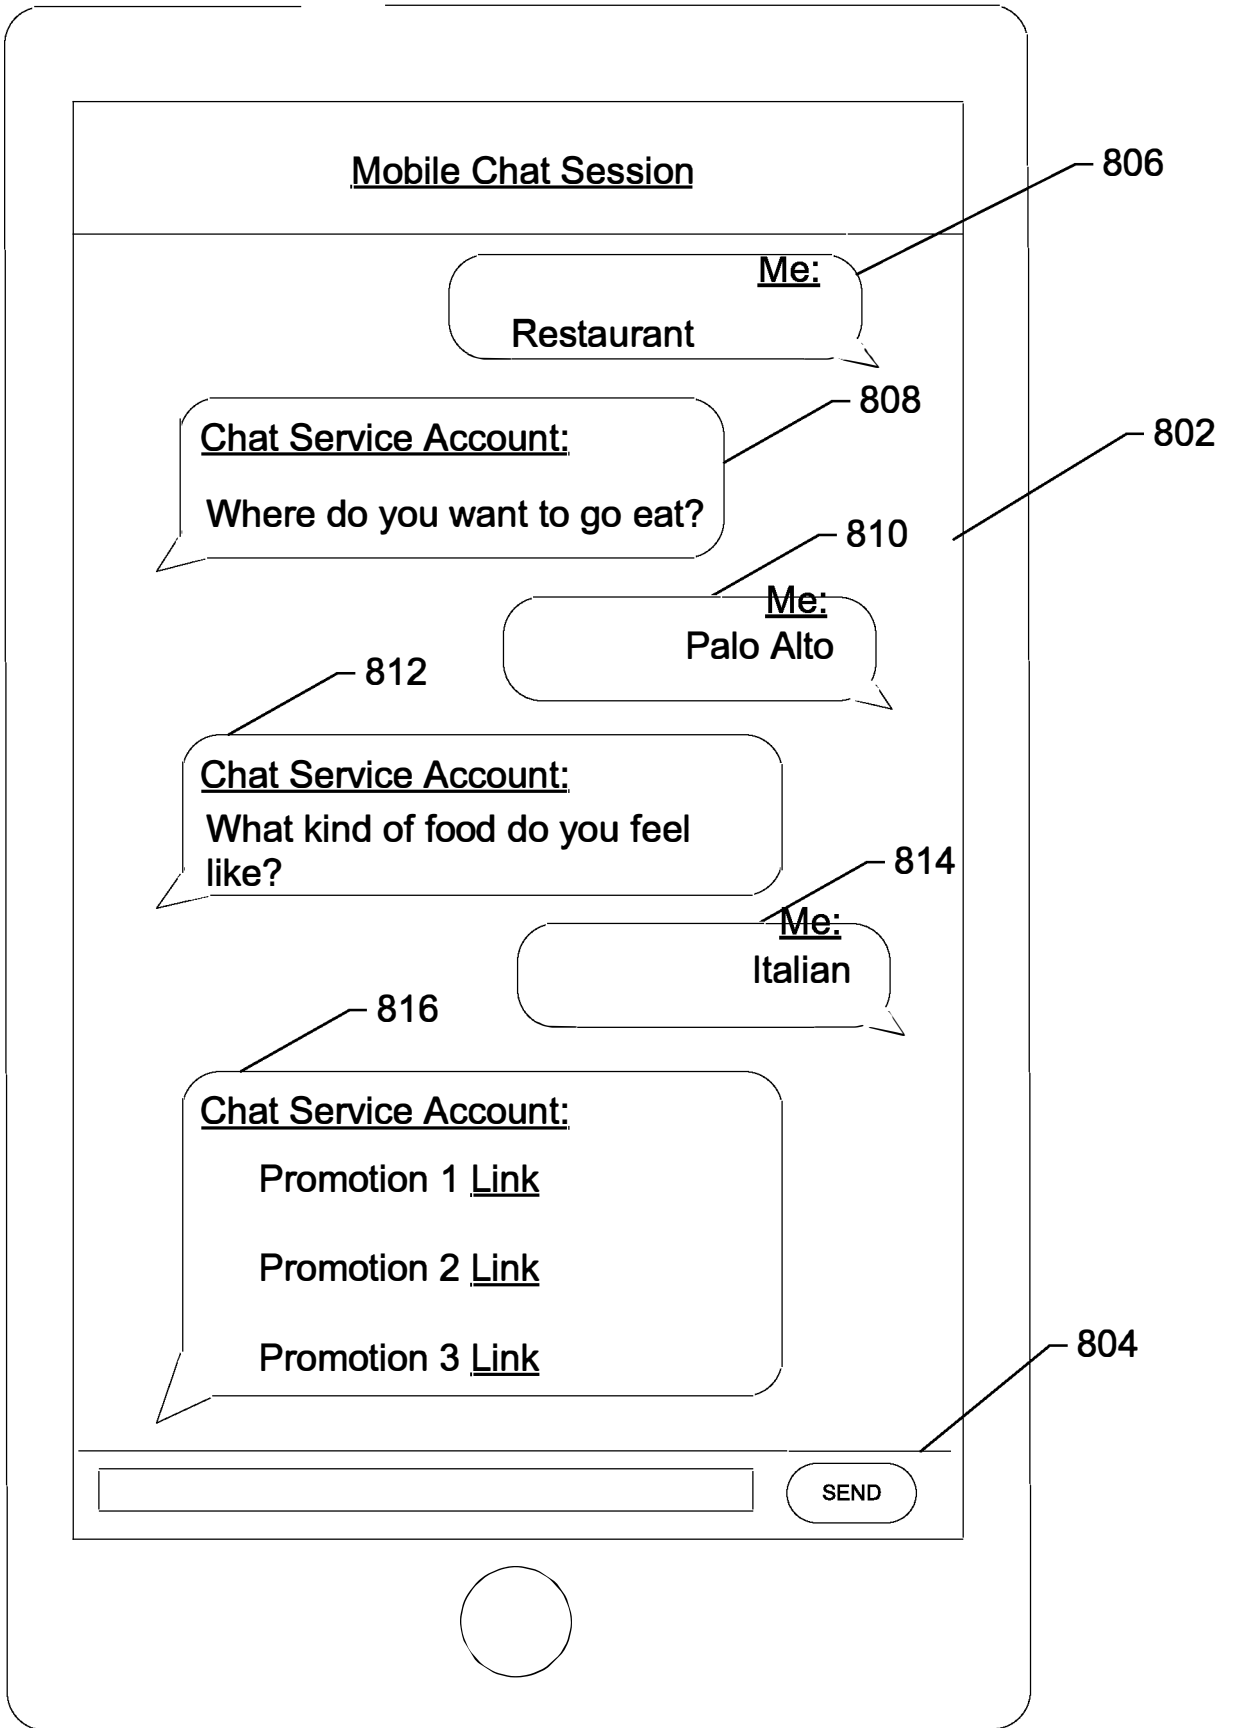 Mobile Chat Session
806
Me:
Restaurant
808
Chat Service Account:
802
Where do you want to go eat?
810
Me:
Palo Alto
812
Chat Service Account:
What kind of food do you feel
like?
814
Me:
Italian
816
Chat Service Account:
Promotion 1 Link
Promotion 2 Link
Promotion 3 Link
804
SEND